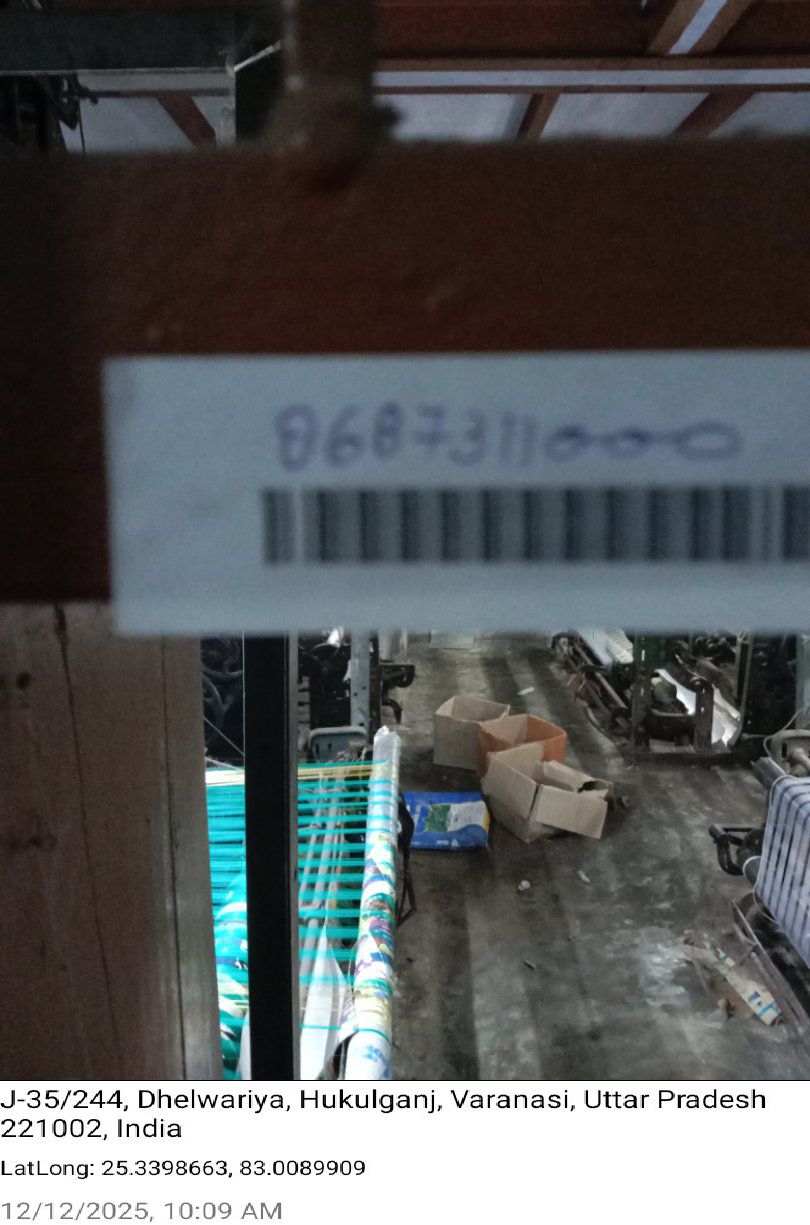 8687311000
J-35/244, Dhelwariya, Hukulganj, Varanasi, Uttar Pradesh
221002, India
LatLong: 25.3398663, 83.0089909
12/12/2025, 10:09 AM